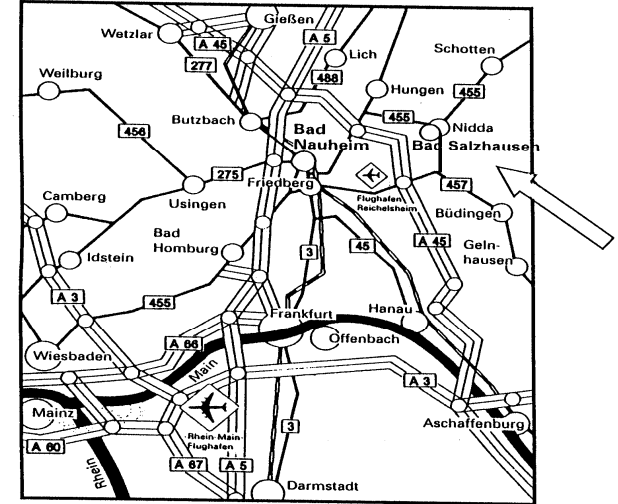 Gießen
Wetzlar
A 45
A 5
Lich
Schotten
277
488
Weilburg
Hungen
455
Butzbach
455
Nidda
456
Bad
Nauheim
Bad Salzhausen
275
Friedberg
Flughafen
Reichelsheim
457
Camberg
Usingen
Büdingen
Bad
Homburg
3
45
A 45
Geln-
hausen
Idstein
A 3
455
Frankfurt
Hanau
A 66
Offenbach
Wiesbaden
Main
A 3
Mainz
Aschaffenburg
Rhein-Main-
Flughafen
3
A 60
Rhein
A 67
A 5
Darmstadt